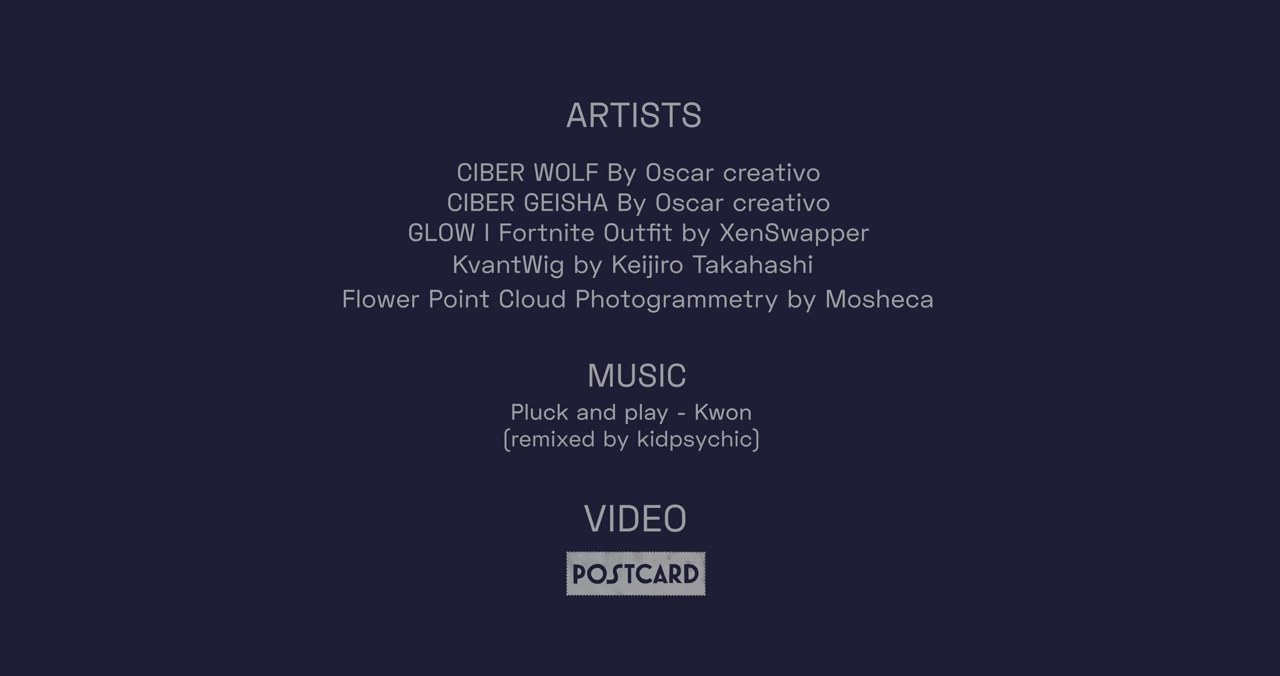 ARTISTS
CIBER WOLF By Oscar creativo
CIBER GEISHA By Oscar creativo
GLOW | Fortnite Outfit by XenSwapper
KvantWig by Keijiro Takahashi
Flower Point Cloud Photogrammetry by Mosheca
MUSIC
Pluck and play - Kwon
(remixed by kidpsychic)
VIDEO
POSTCARD